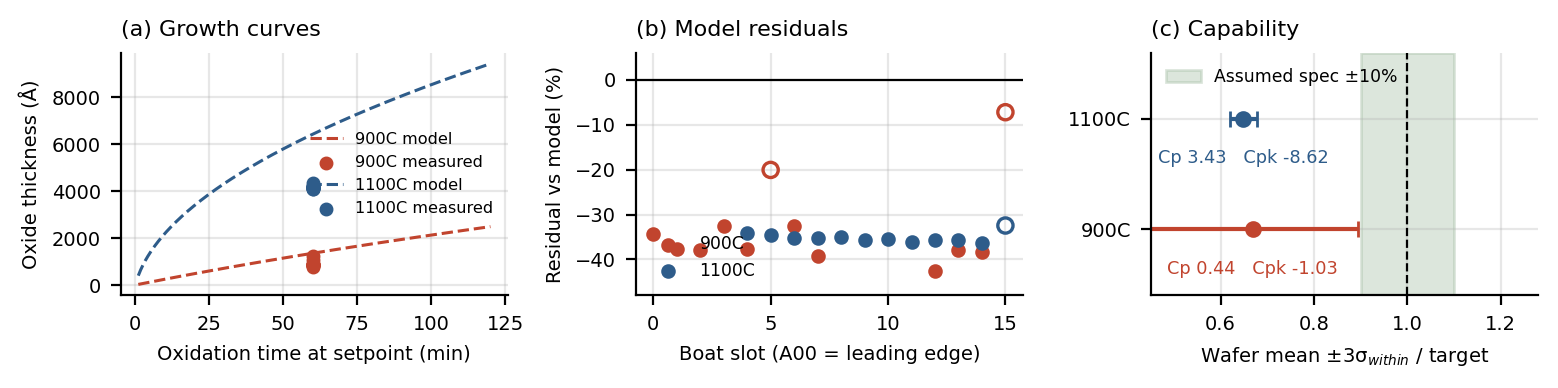 (a) Growth curves
Oxide thickness (Å)
8000
6000
4000
2000
0
900C model
900C measured
1100C model
1100C measured
0 25 50 75 100 125
Oxidation time at setpoint (min)
(b) Model residuals
Residual vs model (%)
0
−10
−20
−30
−40
900C
1100C
0 5 10 15
Boat slot (A00 = leading edge)
(c) Capability
Assumed spec ±10%
1100C
Cp 3.43 Cpk -8.62
900C
Cp 0.44 Cpk -1.03
0.6 0.8 1.0 1.2
Wafer mean ±3σwithin / target